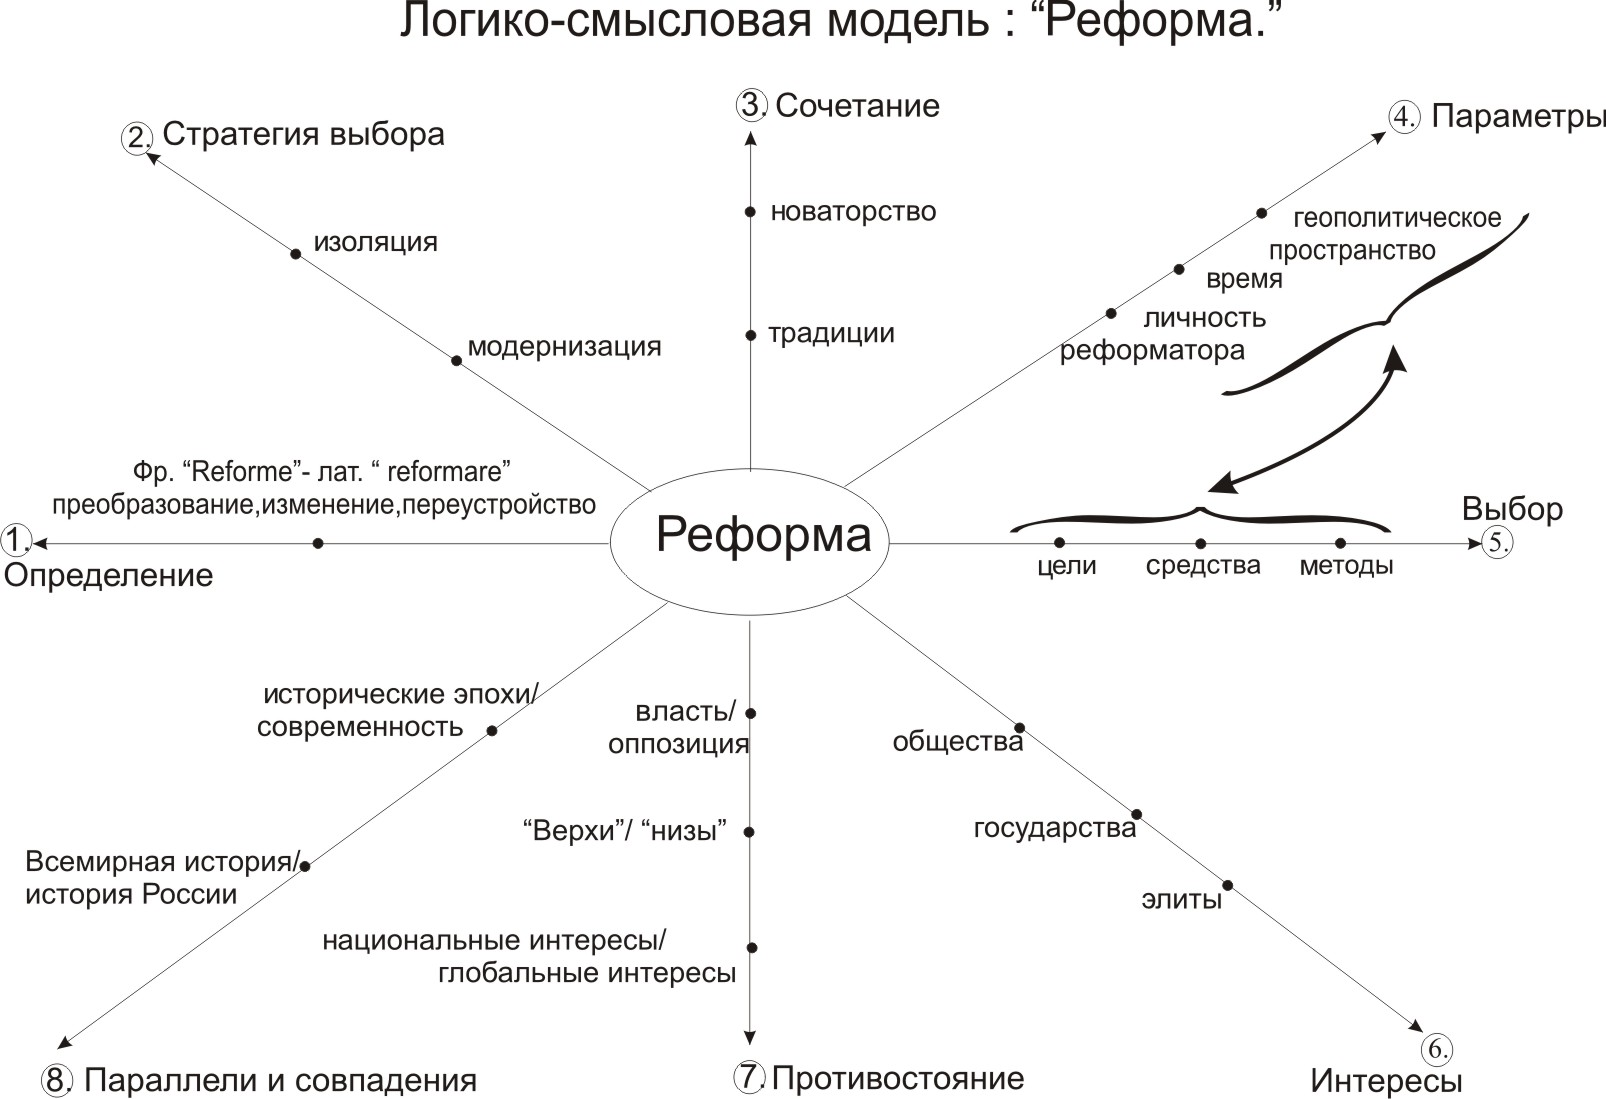 Логико-смысловая модель : “Реформа.”
3. Сочетание
4. Параметры
2. Стратегия выбора
новаторство
геополитическое
пространство
изоляция
время
личность
реформатора
традиции
модернизация
Фр. “Reforme”- лат. “ reformare”
преобразование,изменение,переустройство
1.
Определение
Реформа
Выбор
5.
цели
средства
методы
исторические эпохи/
современность
власть/
оппозиция
общества
“Верхи”/ “низы”
государства
Всемирная история/
история России
элиты
национальные интересы/
глобальные интересы
6.
Интересы
8. Параллели и совпадения
7. Противостояние